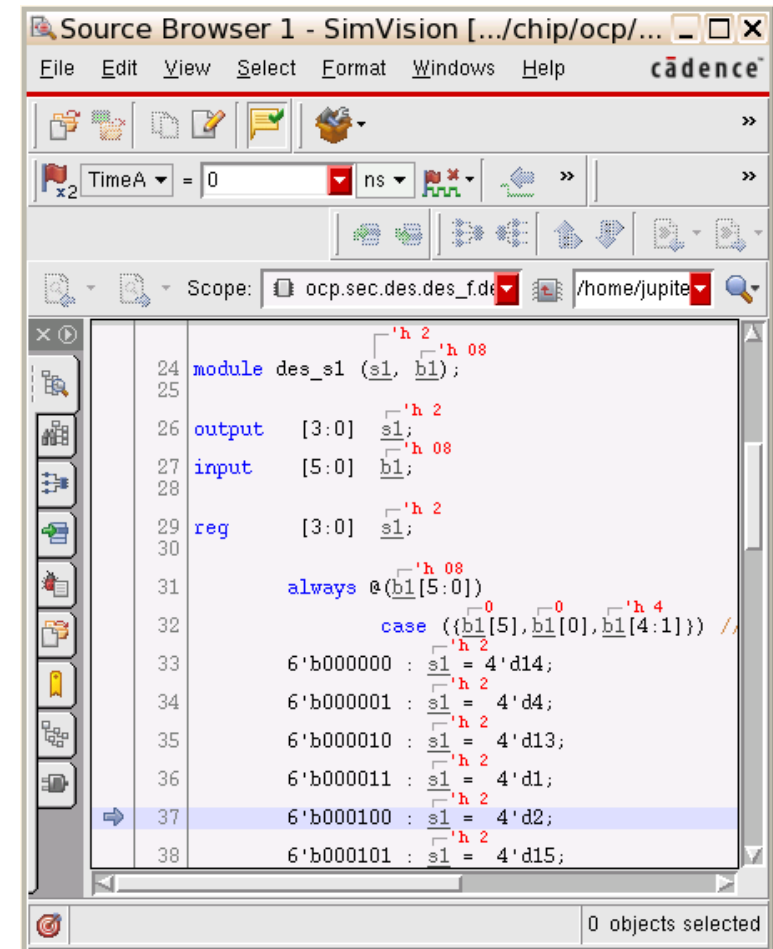 Source Browser 1 - SimVision [.../chip/ocp/...
File Edit View Select Format Windows Help cādence™
»
x2 TimeA = 0 ns » »
Scope: ocp.sec.des.des_f.de /home/jupite
'h 2
'h 08
24 module des_s1 (s1, b1);
25
'h 2
26 output [3:0] s1;
'h 08
27 input [5:0] b1;
28
'h 2
29 reg [3:0] s1;
30
'h 08
31 always @(b1[5:0])
0 0 'h 4
32 case ({b1[5],b1[0],b1[4:1]}) //
'h 2
33 6'b000000 : s1 = 4'd14;
'h 2
34 6'b000001 : s1 = 4'd4;
'h 2
35 6'b000010 : s1 = 4'd13;
'h 2
36 6'b000011 : s1 = 4'd1;
'h 2
37 6'b000100 : s1 = 4'd2;
'h 2
38 6'b000101 : s1 = 4'd15;
0 objects selected